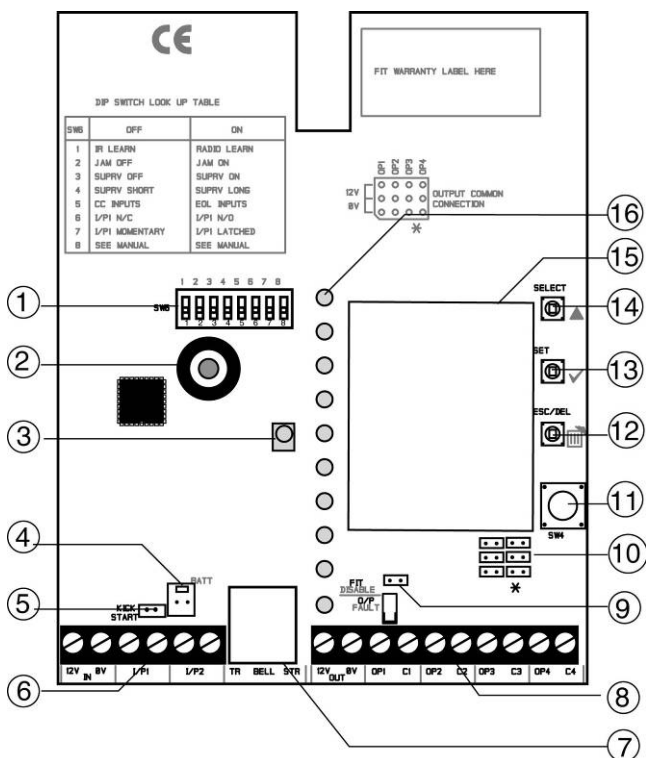 CE
FIT WARRANTY LABEL HERE
DIP SWITCH LOOK UP TABLE
SW6 OFF ON
1 IR LEARN RADIO LEARN
2 JAM OFF JAM ON
3 SUPRV OFF SUPRV ON
4 SUPRV SHORT SUPRV LONG
5 CC INPUTS EOL INPUTS
6 I/P1 N/C I/P1 N/O
7 I/P1 MOMENTARY I/P1 LATCHED
8 SEE MANUAL SEE MANUAL
OP1 OP2 OP3 OP4
12V
0V
OUTPUT COMMON
CONNECTION
*
16
15
SELECT
14
1 2 3 4 5 6 7 8
1
SW6
1 2 3 4 5 6 7 8
2
SET
13
3
ESC/DEL
12
11
SW4
4
BATT
10
*
5
KICK
START
FIT
DISABLE
O/P
FAULT
9
6
12V 0V I/P1 I/P2 TR BELL STR 12V 0V OP1 C1 OP2 C2 OP3 C3 OP4 C4
IN OUT
8
7